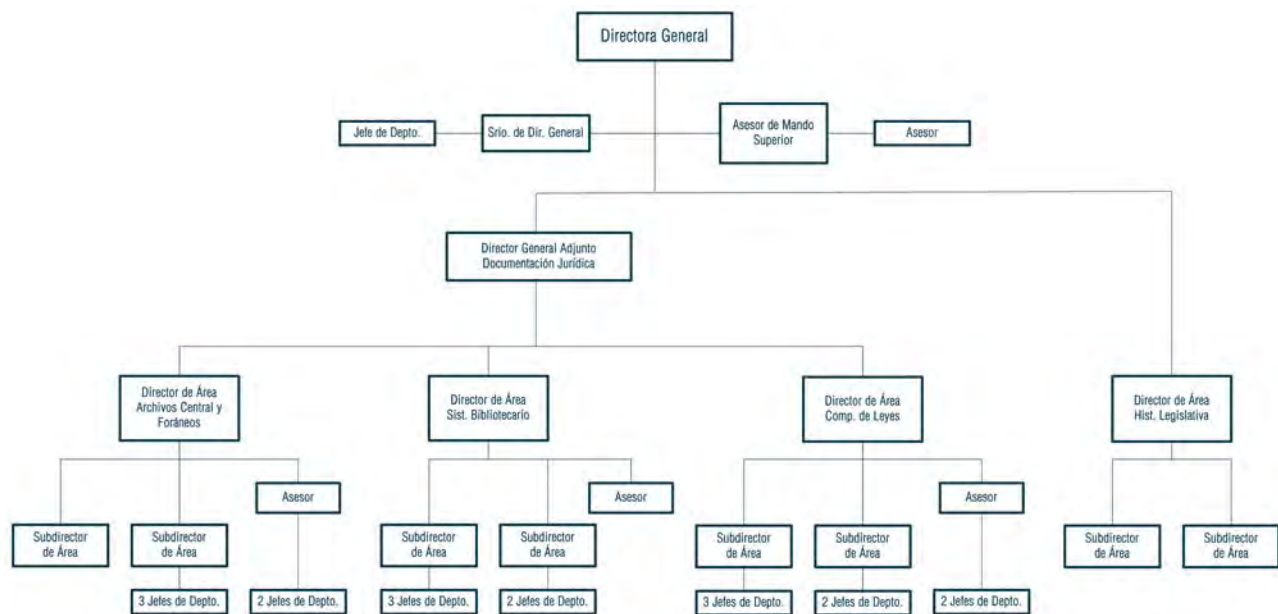 Directora General
Jefe de Depto.
Srio. de Dir. General
Asesor de Mando
Superior
Asesor
Director General Adjunto
Documentación Jurídica
Director de Área
Archivos Central y
Foráneos
Director de Área
Sist. Bibliotecario
Director de Área
Comp. de Leyes
Director de Área
Hist. Legislativa
Asesor
Asesor
Asesor
Subdirector
de Área
Subdirector
de Área
Subdirector
de Área
Subdirector
de Área
Subdirector
de Área
Subdirector
de Área
Subdirector
de Área
Subdirector
de Área
3 Jefes de Depto.
2 Jefes de Depto.
3 Jefes de Depto.
2 Jefes de Depto.
3 Jefes de Depto.
2 Jefes de Depto.
2 Jefes de Depto.